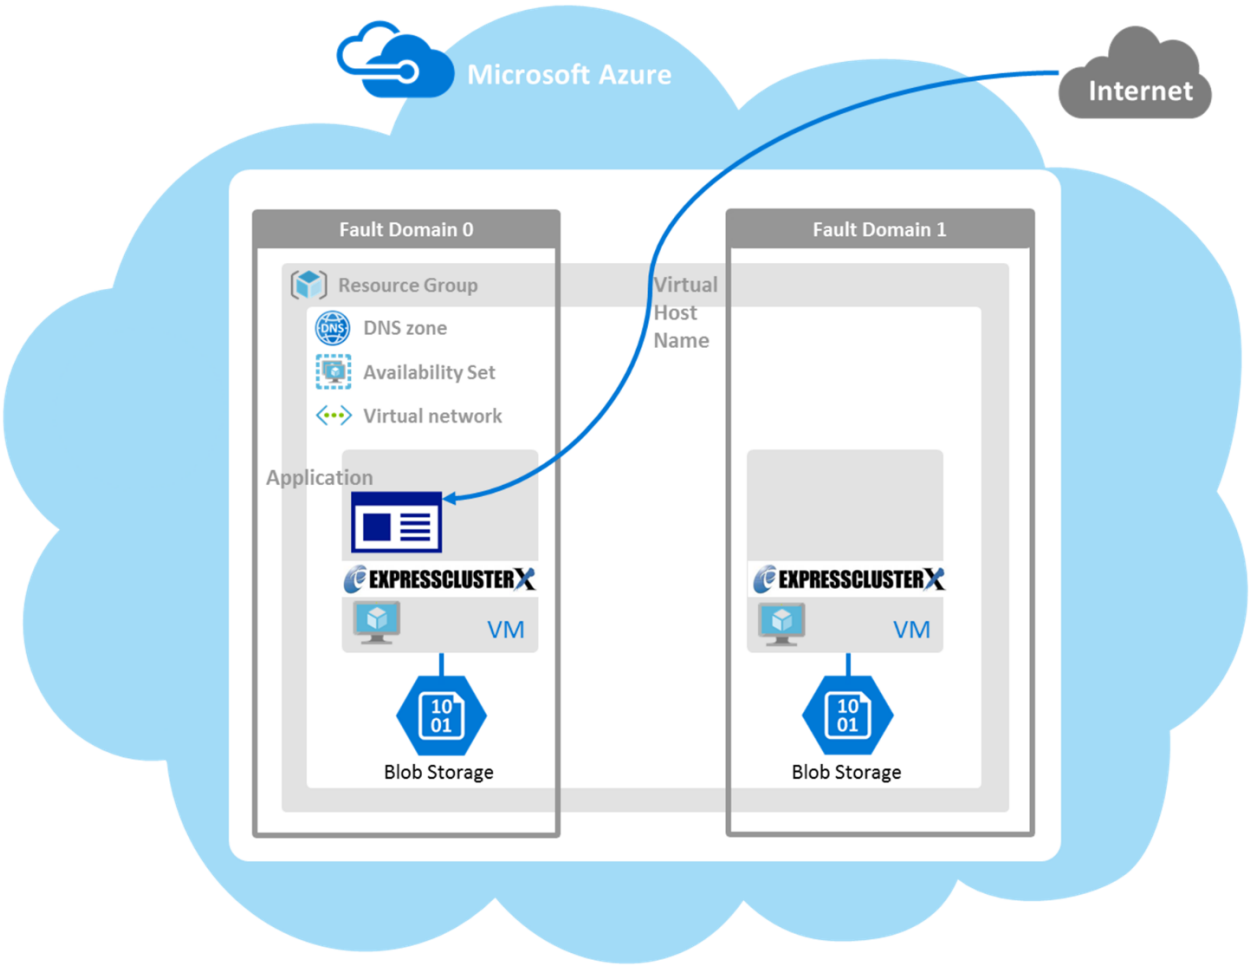 Microsoft Azure
Internet
Fault Domain 0
Fault Domain 1
Resource Group
Virtual
Host
Name
DNS
DNS zone
Availability Set
Virtual network
Application
EXPRESSCLUSTER X
EXPRESSCLUSTER X
VM
VM
10
01
10
01
Blob Storage
Blob Storage